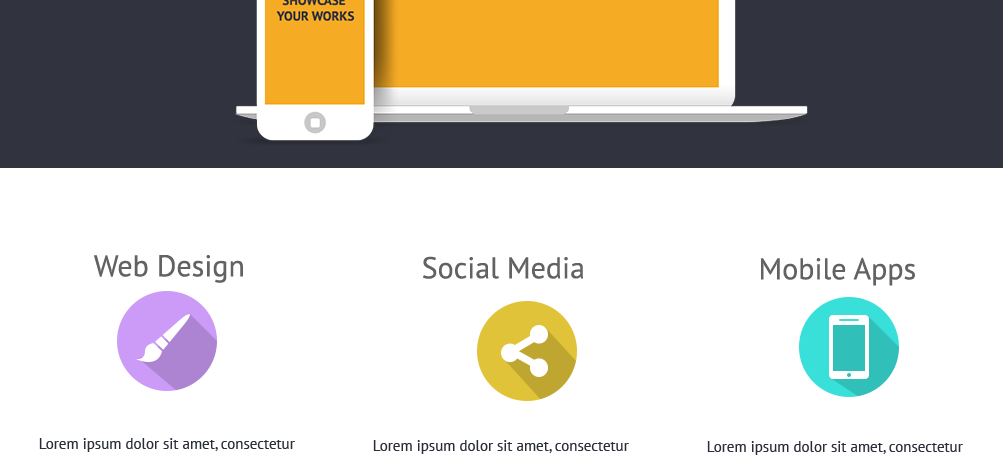 SHOWCASE
YOUR WORKS
Web Design
Social Media
Mobile Apps
Lorem ipsum dolor sit amet, consectetur
Lorem ipsum dolor sit amet, consectetur
Lorem ipsum dolor sit amet, consectetur